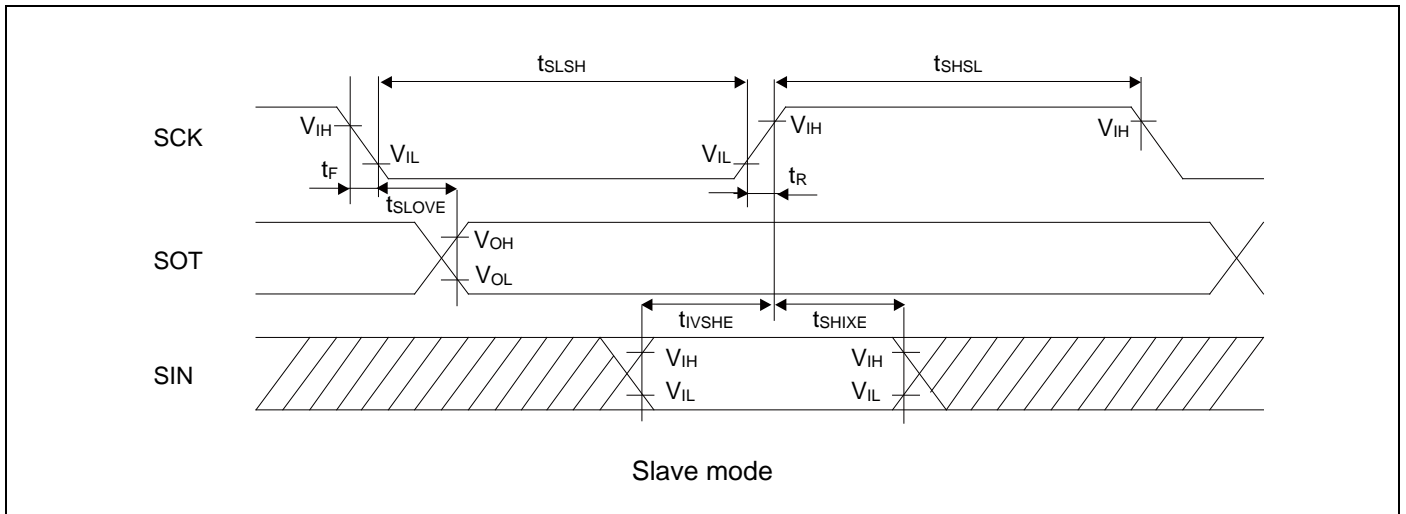 tSLSH
tSHSL
SCK
VIH
VIH
VIH
VIL
VIL
tF
tR
tSLOVE
SOT
VOH
VOL
tIVSHE
tSHIXE
SIN
VIH
VIH
VIL
VIL
Slave mode